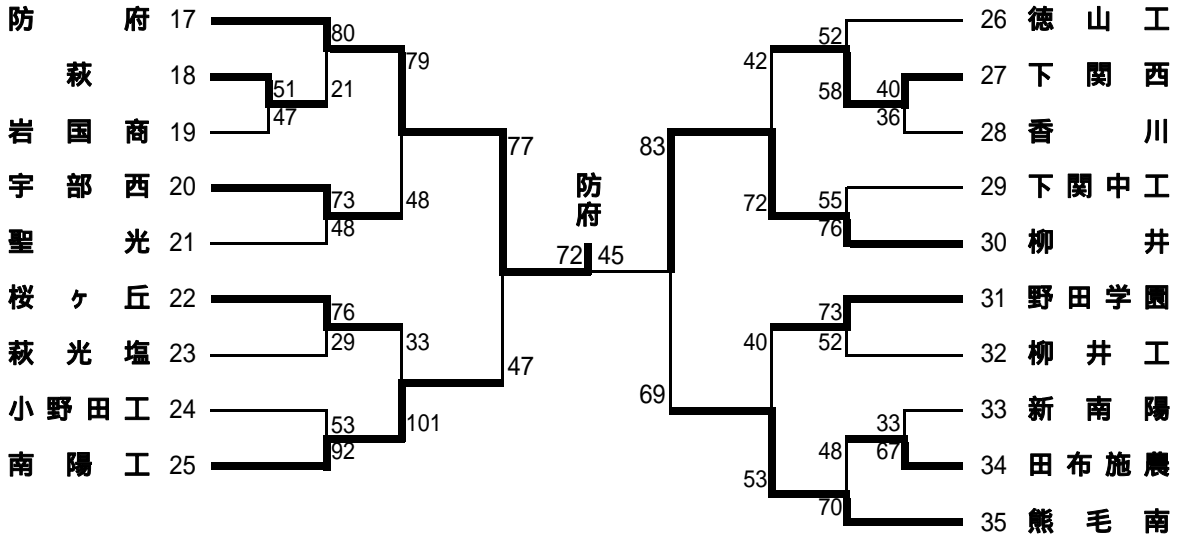 防府 17
萩 18
岩国商 19
宇部西 20
聖光 21
桜ヶ丘 22
萩光塩 23
小野田工 24
南陽工 25
80
21
51
47
73
48
76
29
53
92
79
48
33
101
77
47
防府
72 45
83
69
42
72
40
53
52
58
40
36
55
76
73
52
48
70
33
67
26 徳山工
27 下関西
28 香川
29 下関中工
30 柳井
31 野田学園
32 柳井工
33 新南陽
34 田布施農
35 熊毛南